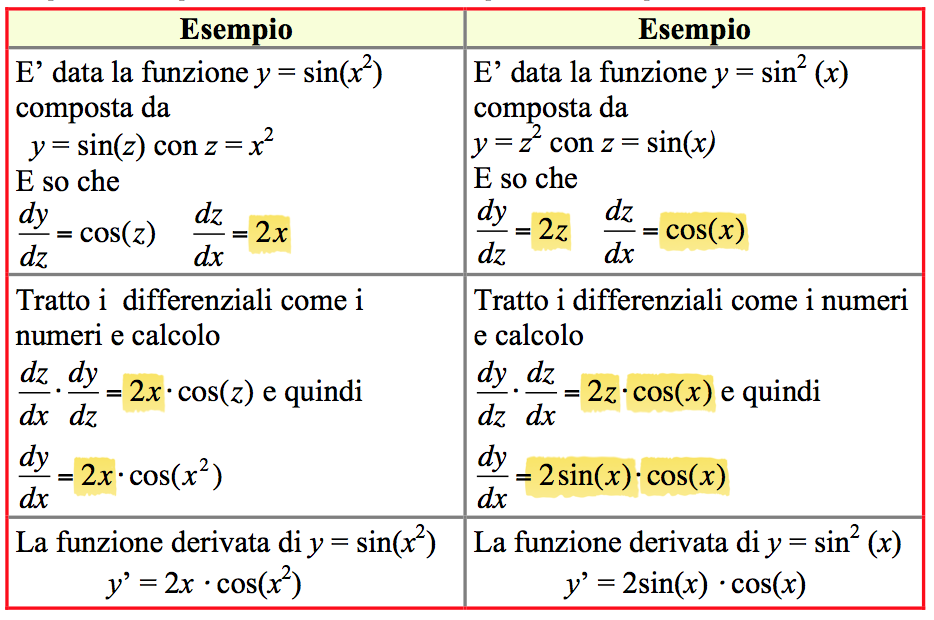 Esempio
E' data la funzione y = sin(x²)
composta da
y = sin(z) con z = x²
E so che
dy/dz = cos(z)  dz/dx = 2x
Tratto i differenziali come i
numeri e calcolo
dz/dx · dy/dz = 2x · cos(z) e quindi
dy/dx = 2x · cos(x²)
La funzione derivata di y = sin(x²)
y' = 2x · cos(x²)
Esempio
E' data la funzione y = sin² (x)
composta da
y = z² con z = sin(x)
E so che
dy/dz = 2z  dz/dx = cos(x)
Tratto i differenziali come i numeri
e calcolo
dy/dz · dz/dx = 2z · cos(x) e quindi
dy/dx = 2sin(x) · cos(x)
La funzione derivata di y = sin² (x)
y' = 2sin(x) · cos(x)